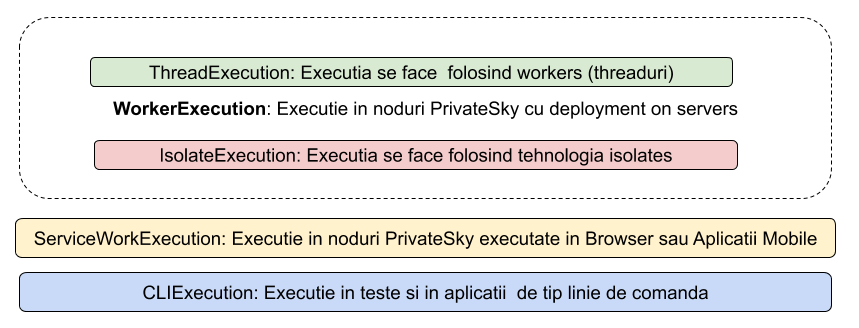 ThreadExecution: Executia se face  folosind workers (threaduri)
WorkerExecution: Executie in noduri PrivateSky cu deployment on servers
IsolateExecution: Executia se face folosind tehnologia isolates
ServiceWorkExecution: Executie in noduri PrivateSky executate in Browser sau Aplicatii Mobile
CLIExecution: Executie in teste si in aplicatii  de tip linie de comanda